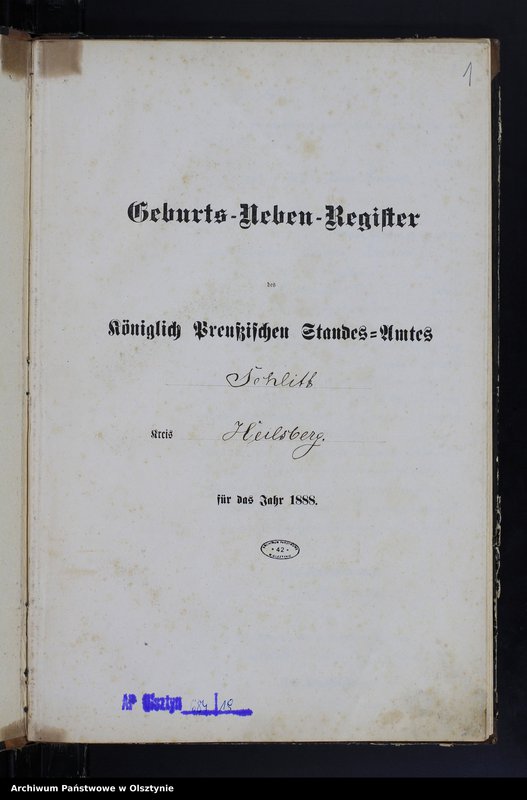 1
Geburts-Neben-Register
des
Königlich Preußischen Standes=Amtes
Schlitt
Kreis Heilsberg.
für das Jahr 1888.
42
AP Olsztyn
Archiwum Państwowe w Olsztynie